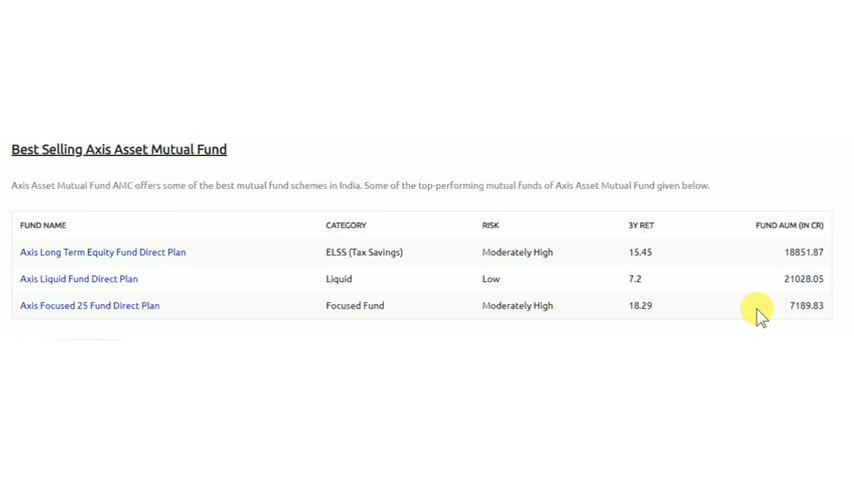 Best Selling Axis Asset Mutual Fund
Axis Asset Mutual Fund AMC offers some of the best mutual fund schemes in India. Some of the top-performing mutual funds of Axis Asset Mutual Fund given below.
FUND NAME CATEGORY RISK 3Y RET FUND AUM (IN CR)
Axis Long Term Equity Fund Direct Plan ELSS (Tax Savings) Moderately High 15.45 18851.87
Axis Liquid Fund Direct Plan Liquid Low 7.2 21028.05
Axis Focused 25 Fund Direct Plan Focused Fund Moderately High 18.29 7189.83